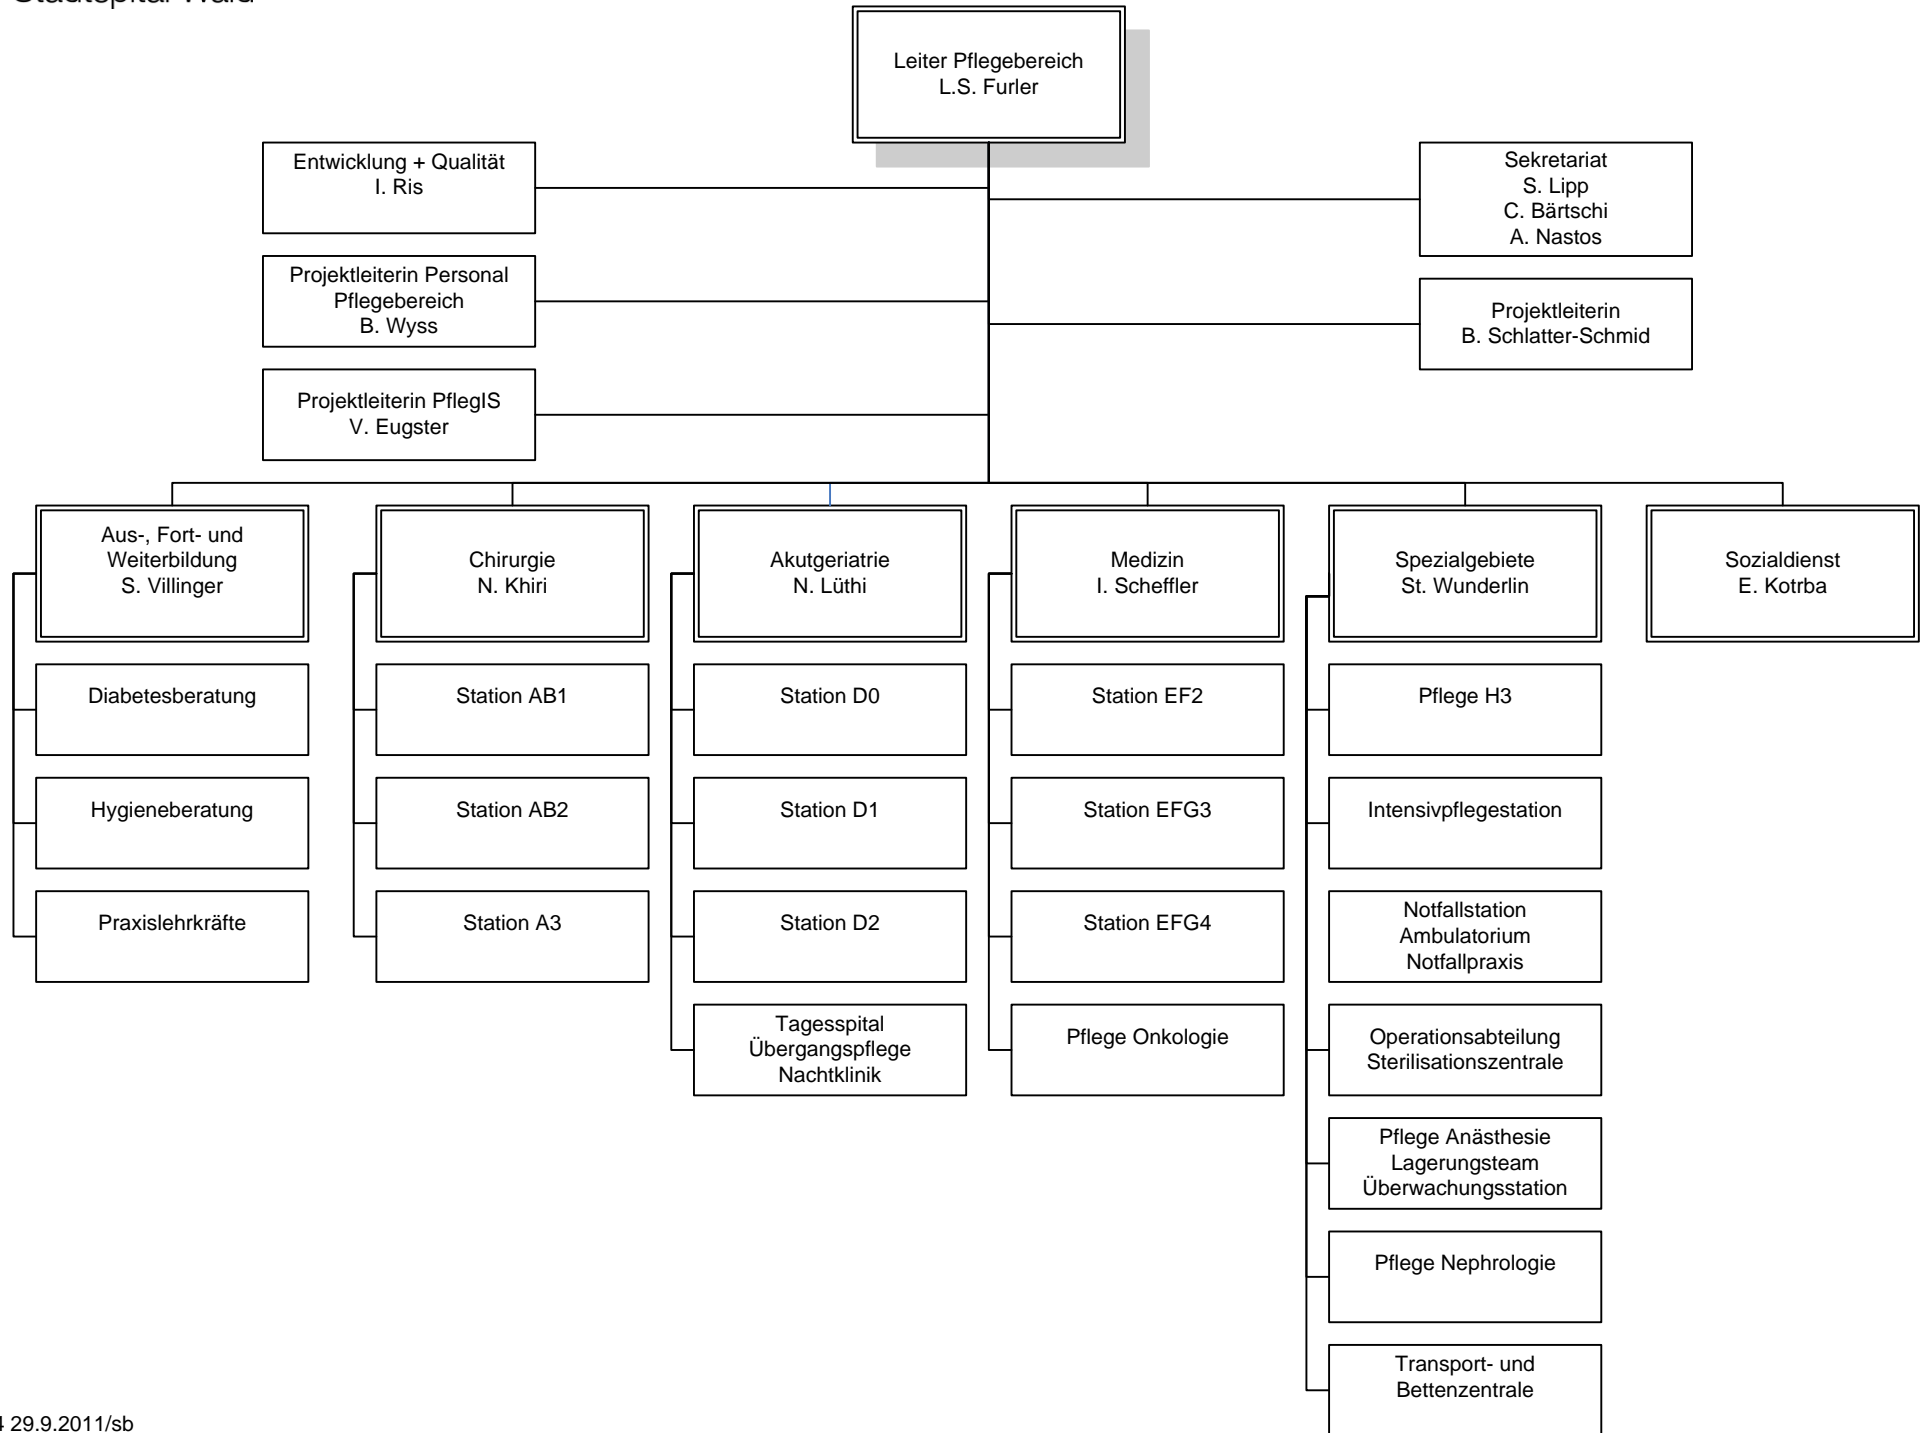 Stadtspital Waid
Leiter Pflegebereich
L.S. Furler
Entwicklung + Qualität
I. Ris
Sekretariat
S. Lipp
C. Bärtschi
A. Nastos
Projektleiterin Personal
Pflegebereich
B. Wyss
Projektleiterin
B. Schlatter-Schmid
Projektleiterin PflegIS
V. Eugster
Aus-, Fort- und
Weiterbildung
S. Villinger
Chirurgie
N. Khiri
Akutgeriatrie
N. Lüthi
Medizin
I. Scheffler
Spezialgebiete
St. Wunderlin
Sozialdienst
E. Kotrba
Diabetesberatung
Station AB1
Station D0
Station EF2
Pflege H3
Hygieneberatung
Station AB2
Station D1
Station EFG3
Intensivpflegestation
Praxislehrkräfte
Station A3
Station D2
Station EFG4
Notfallstation
Ambulatorium
Notfallpraxis
Tagesspital
Übergangspflege
Nachtklinik
Pflege Onkologie
Operationsabteilung
Sterilisationszentrale
Pflege Anästhesie
Lagerungsteam
Überwachungsstation
Pflege Nephrologie
Transport- und
Bettenzentrale
29.9.2011/sb